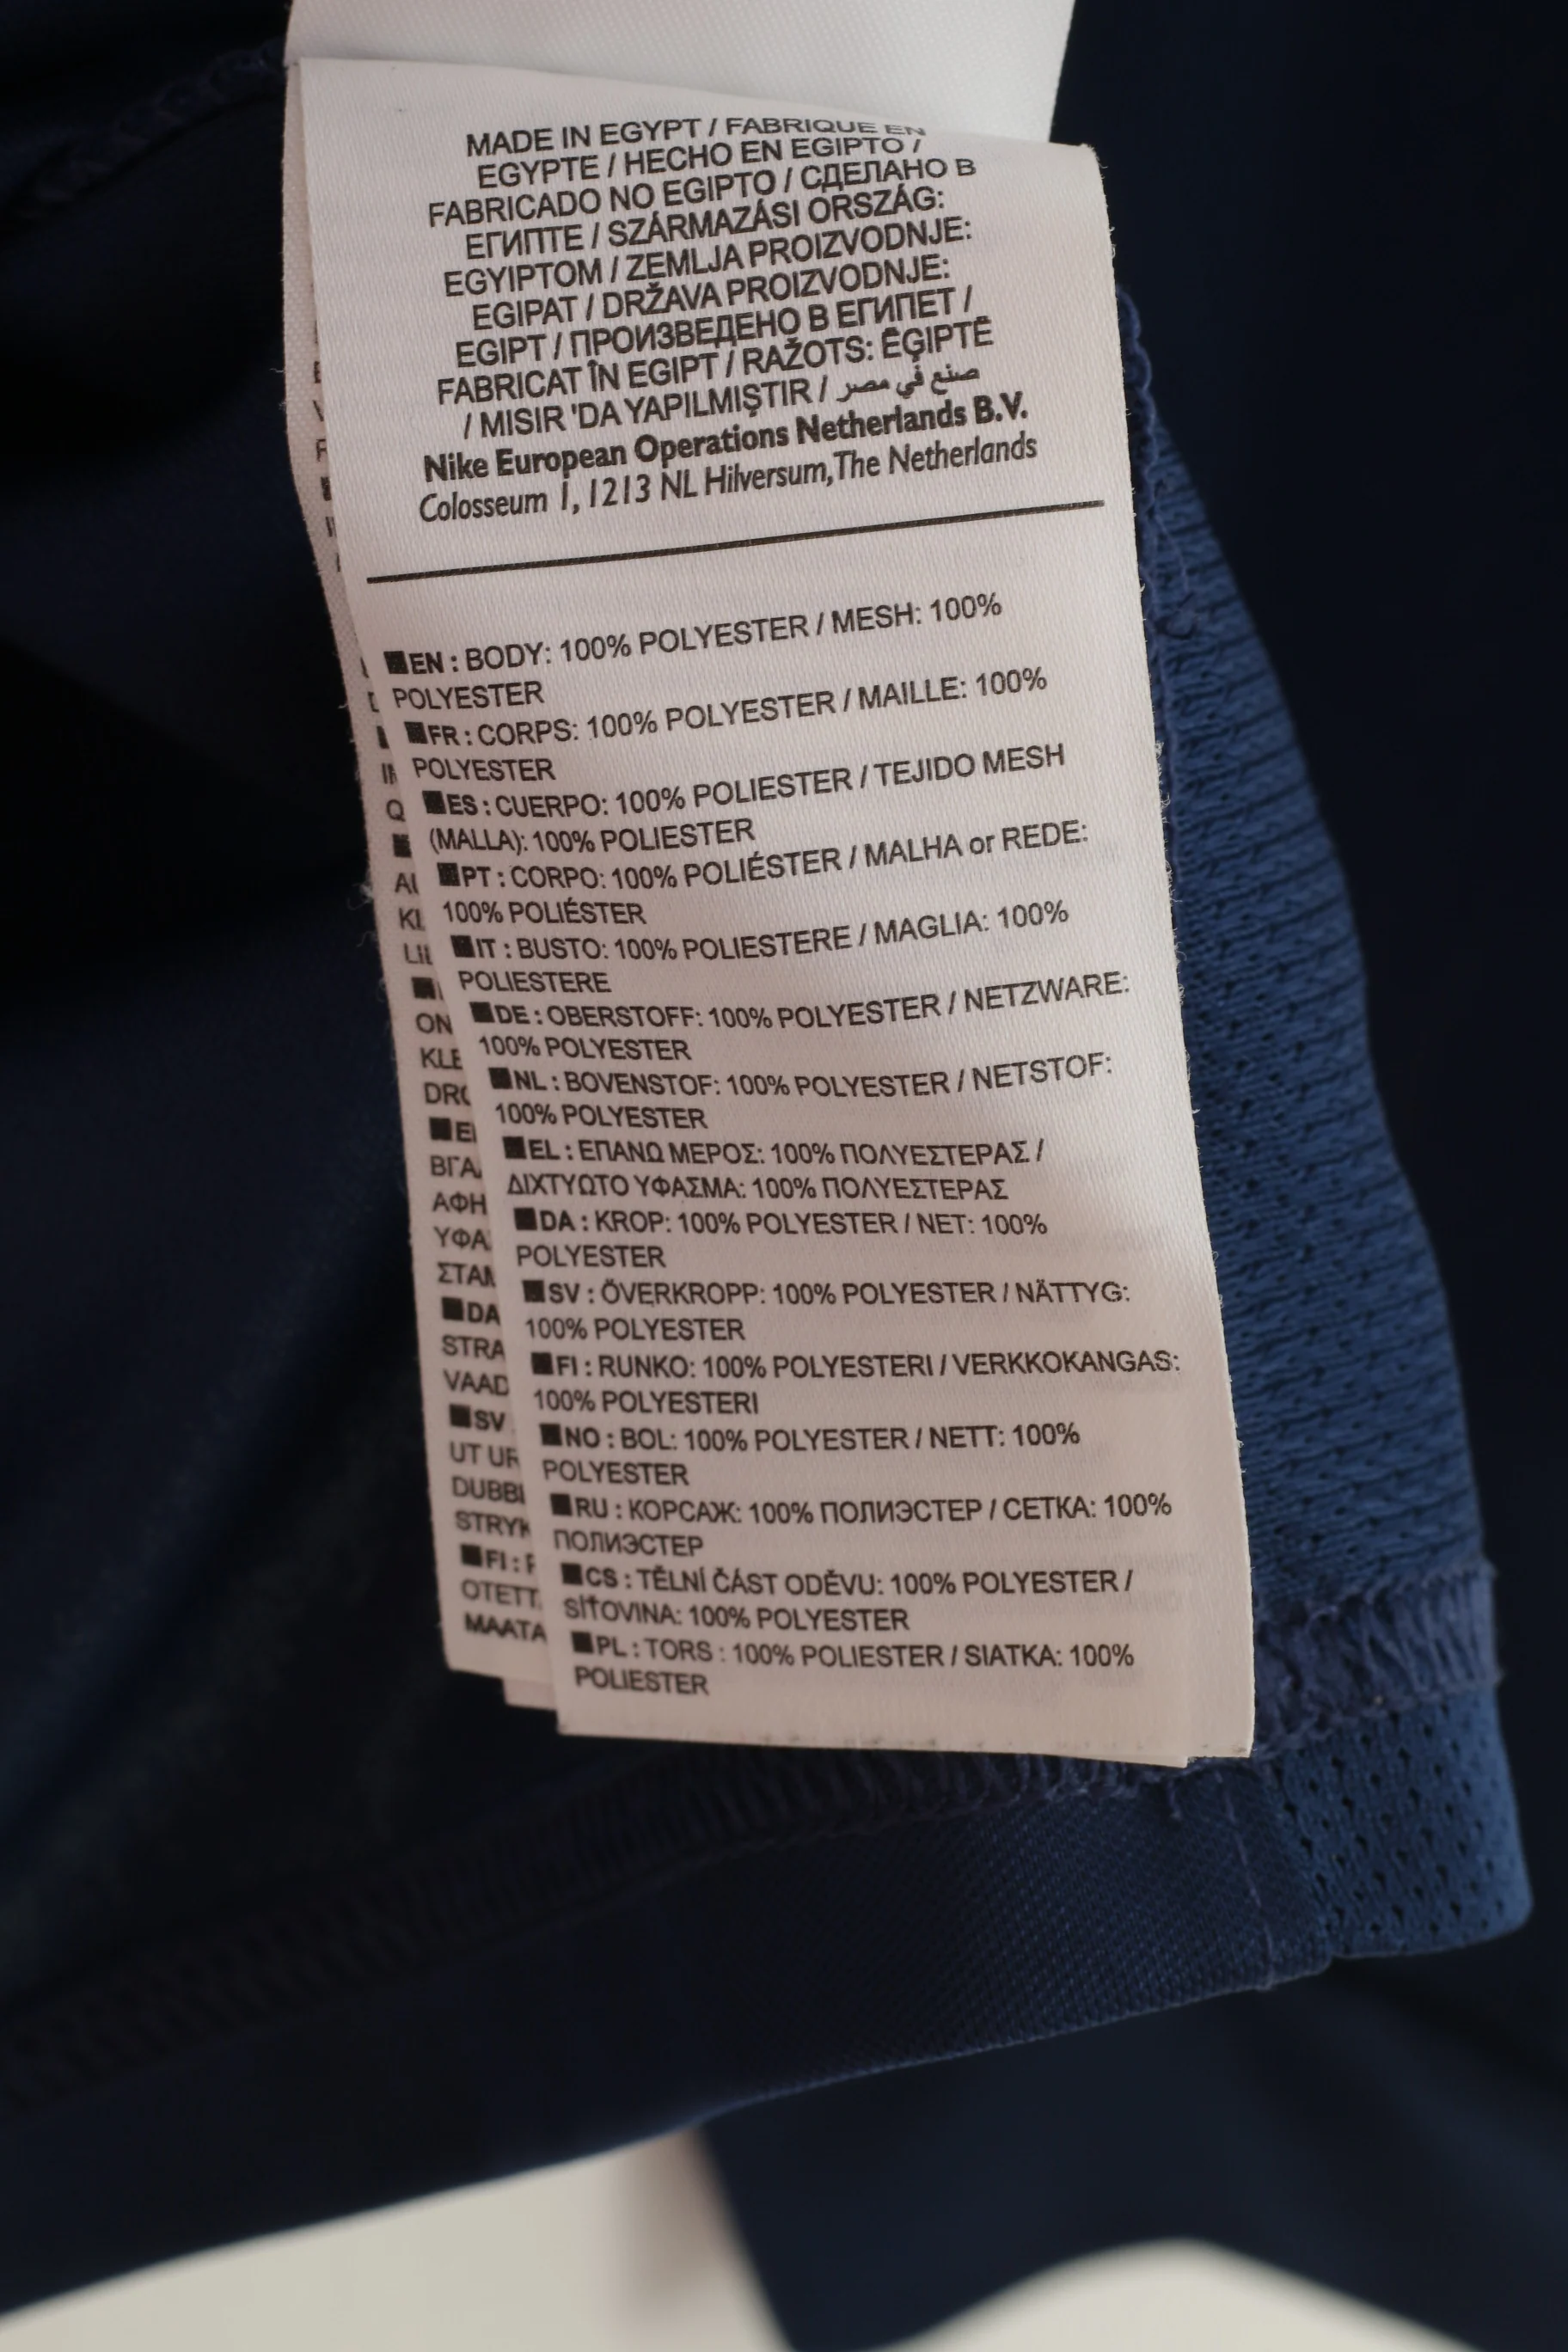 MADE IN EGYPT / FABRIQUE EN
EGYPTE / HECHO EN EGIPTO /
FABRICADO NO EGIPTO / СДЕЛАНО В
ЕГИПТЕ / SZÁRMAZÁSI ORSZÁG:
EGYIPTOM / ZEMLJA PROIZVODNJE:
EGIPAT / DRŽAVA PROIZVODNJE:
EGIPT / ПРОИЗВЕДЕНО В ЕГИПЕТ /
FABRICAT ÎN EGIPT / RAŽOTS: ĒĢIPTĒ
/ MISIR 'DA YAPILMIŞTIR / صنع في مصر
Nike European Operations Netherlands B.V.
Colosseum 1, 1213 NL Hilversum, The Netherlands
■EN : BODY: 100% POLYESTER / MESH: 100%
POLYESTER
■FR : CORPS: 100% POLYESTER / MAILLE: 100%
POLYESTER
■ES : CUERPO: 100% POLIESTER / TEJIDO MESH
(MALLA): 100% POLIESTER
■PT : CORPO: 100% POLIÉSTER / MALHA or REDE:
100% POLIÉSTER
■IT : BUSTO: 100% POLIESTERE / MAGLIA: 100%
POLIESTERE
■DE : OBERSTOFF: 100% POLYESTER / NETZWARE:
100% POLYESTER
■NL : BOVENSTOF: 100% POLYESTER / NETSTOF:
100% POLYESTER
■EL : ΕΠΑΝΩ ΜΕΡΟΣ: 100% ΠΟΛΥΕΣΤΕΡΑΣ /
ΔΙΧΤΥΩΤΟ ΥΦΑΣΜΑ: 100% ΠΟΛΥΕΣΤΕΡΑΣ
■DA : KROP: 100% POLYESTER / NET: 100%
POLYESTER
■SV : ÖVERKROPP: 100% POLYESTER / NÄTTYG:
100% POLYESTER
■FI : RUNKO: 100% POLYESTERI / VERKKOKANGAS:
100% POLYESTERI
■NO : BOL: 100% POLYESTER / NETT: 100%
POLYESTER
■RU : КОРСАЖ: 100% ПОЛИЭСТЕР / СЕТКА: 100%
ПОЛИЭСТЕР
■CS : TĚLNÍ ČÁST ODĚVU: 100% POLYESTER /
SÍŤOVINA: 100% POLYESTER
■PL : TORS : 100% POLIESTER / SIATKA: 100%
POLIESTER